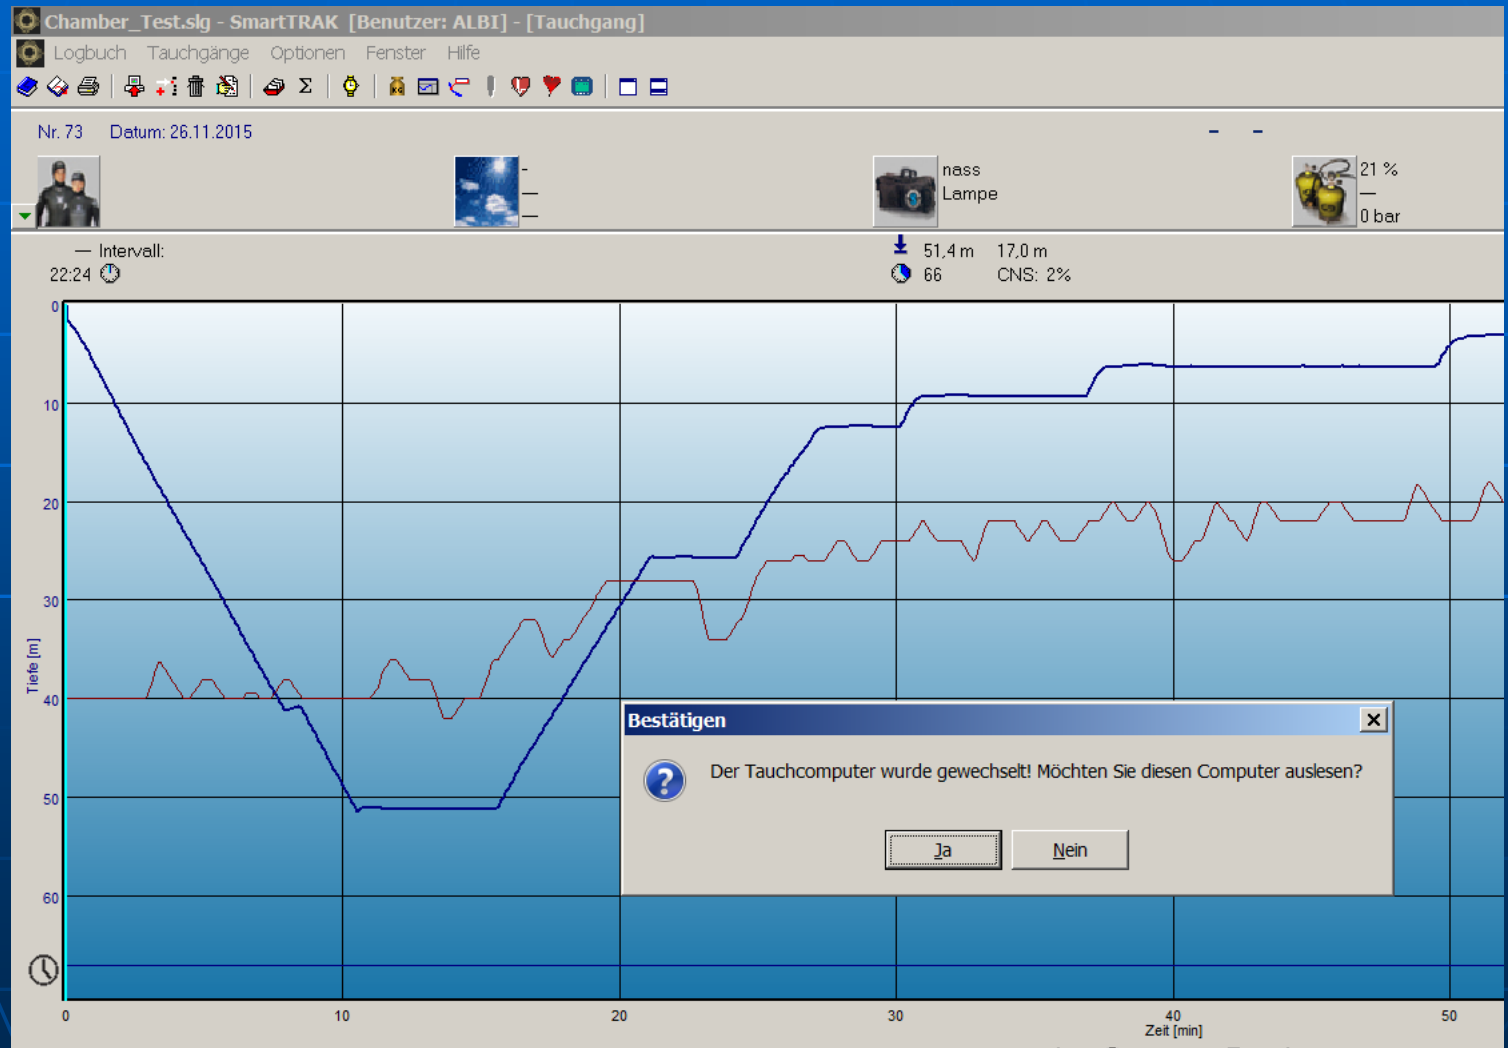 Chamber_Test.slg - SmartTRAK [Benutzer: ALBI] - [Tauchgang]
Logbuch Tauchgänge Optionen Fenster Hilfe
KG
Nr. 73 Datum: 26.11.2015 - -
-
—
—
nass
Lampe
21 %
—
0 bar
— Intervall:
22:24
51,4 m 17,0 m
66 CNS: 2%
0
10
20
30
40
50
60
Tiefe [m]
Bestätigen
Der Tauchcomputer wurde gewechselt! Möchten Sie diesen Computer auslesen?
Ja Nein
0 10 20 30 40 50
Zeit [min]